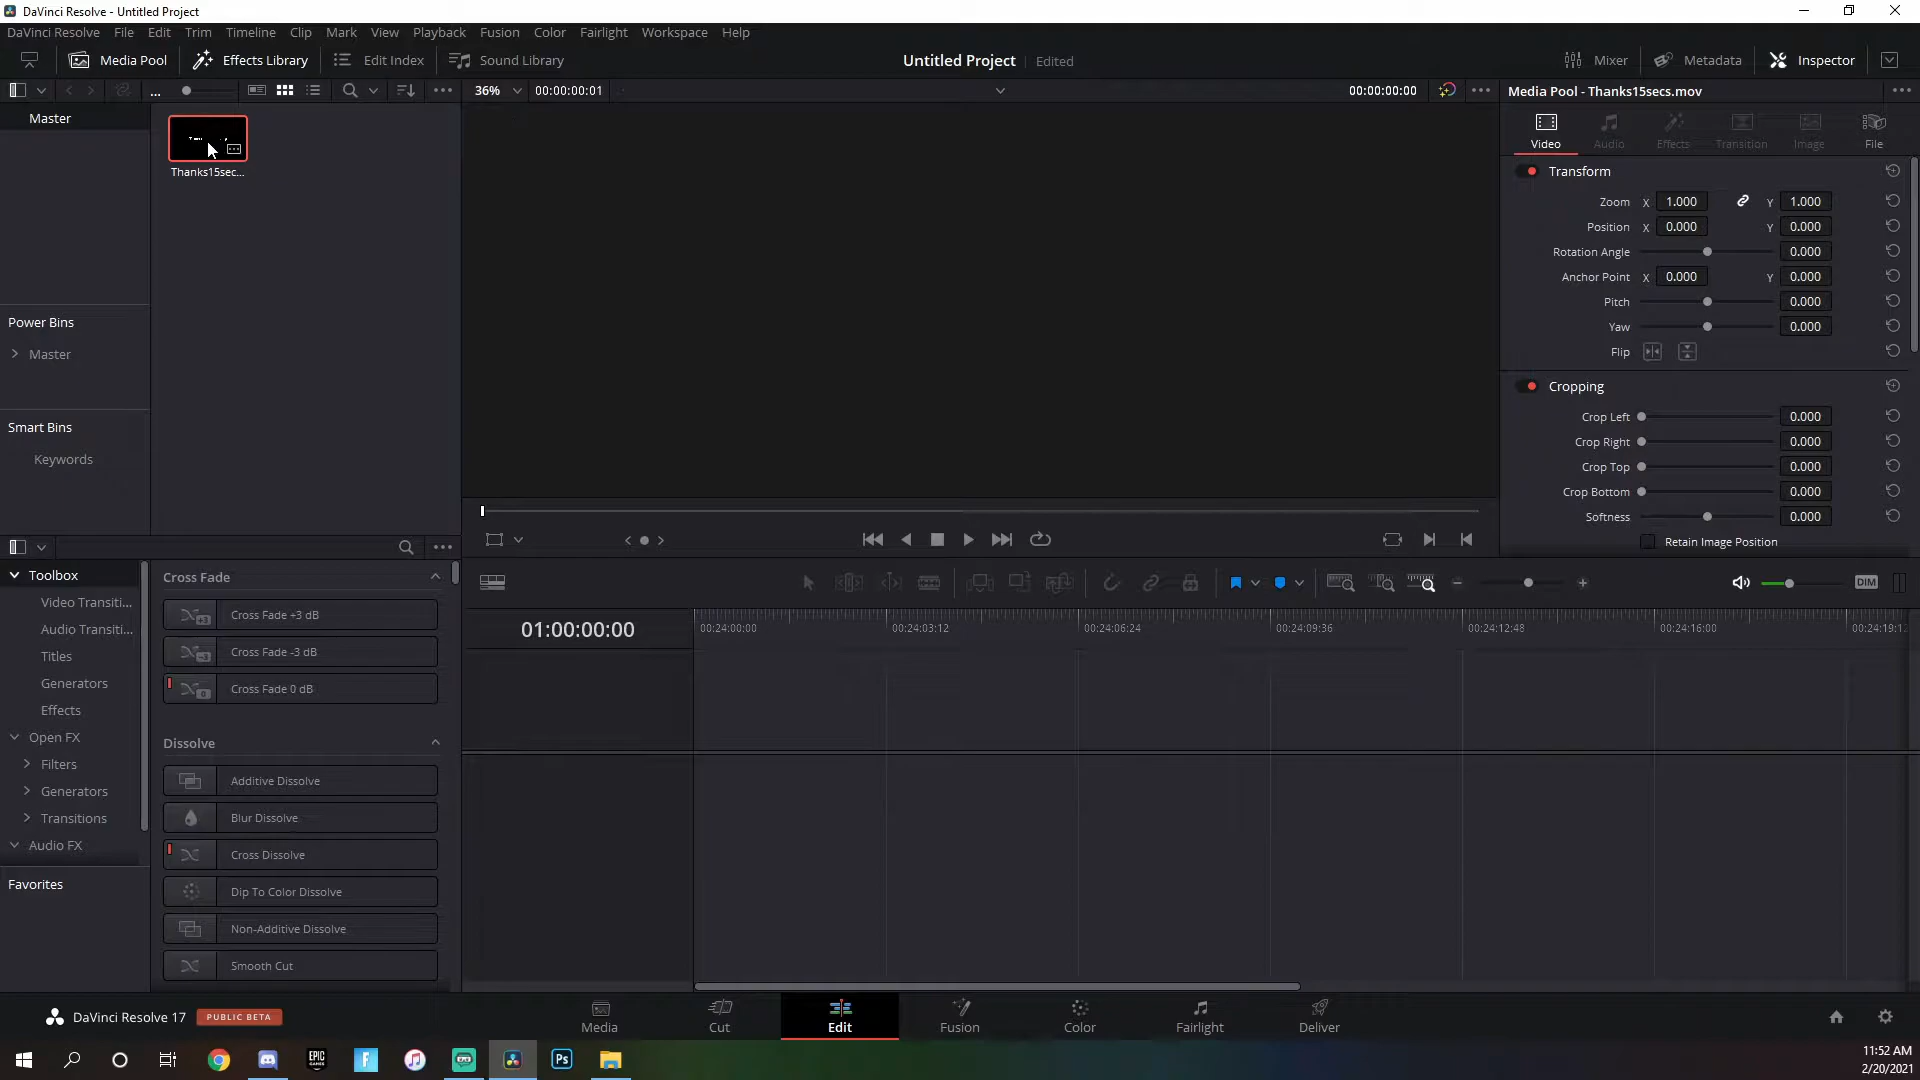 DaVinci Resolve - Untitled Project
DaVinci Resolve File Edit Trim Timeline Clip Mark View Playback Fusion Color Fairlight Workspace Help
Media Pool Effects Library Edit Index Sound Library Untitled Project Edited Mixer Metadata Inspector
... 36% 00:00:00:01 00:00:00:00 Media Pool - Thanks15secs.mov
Master
Thanks15sec...
Power Bins
Master
Smart Bins
Keywords
Video Audio Effects Transition Image File
Transform
Zoom X 1.000 Y 1.000
Position X 0.000 Y 0.000
Rotation Angle 0.000
Anchor Point X 0.000 Y 0.000
Pitch 0.000
Yaw 0.000
Flip
Cropping
Crop Left 0.000
Crop Right 0.000
Crop Top 0.000
Crop Bottom 0.000
Softness 0.000
Retain Image Position
Toolbox
Video Transiti...
Audio Transiti...
Titles
Generators
Effects
Open FX
Filters
Generators
Transitions
Audio FX
Favorites
Cross Fade
+3 Cross Fade +3 dB
-3 Cross Fade -3 dB
0 Cross Fade 0 dB
Dissolve
Additive Dissolve
Blur Dissolve
Cross Dissolve
Dip To Color Dissolve
Non-Additive Dissolve
Smooth Cut
DIM
01:00:00:00
00:24:00:00 00:24:03:12 00:24:06:24 00:24:09:36 00:24:12:48 00:24:16:00 00:24:19:12
DaVinci Resolve 17 PUBLIC BETA
Media Cut Edit Fusion Color Fairlight Deliver
EPIC GAMES Ps
11:52 AM
2/20/2021